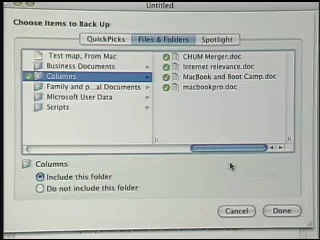 Untitled
Choose Items to Back Up:
QuickPicks Files & Folders Spotlight
Test map, From Mac
Business Documents
Columns
Family and p...al Documents
Microsoft User Data
Scripts
CHUM Merger.doc
Internet relevance.doc
MacBook and Boot Camp.doc
macbookpro.doc
Columns
Include this folder
Do not include this folder
Cancel Done